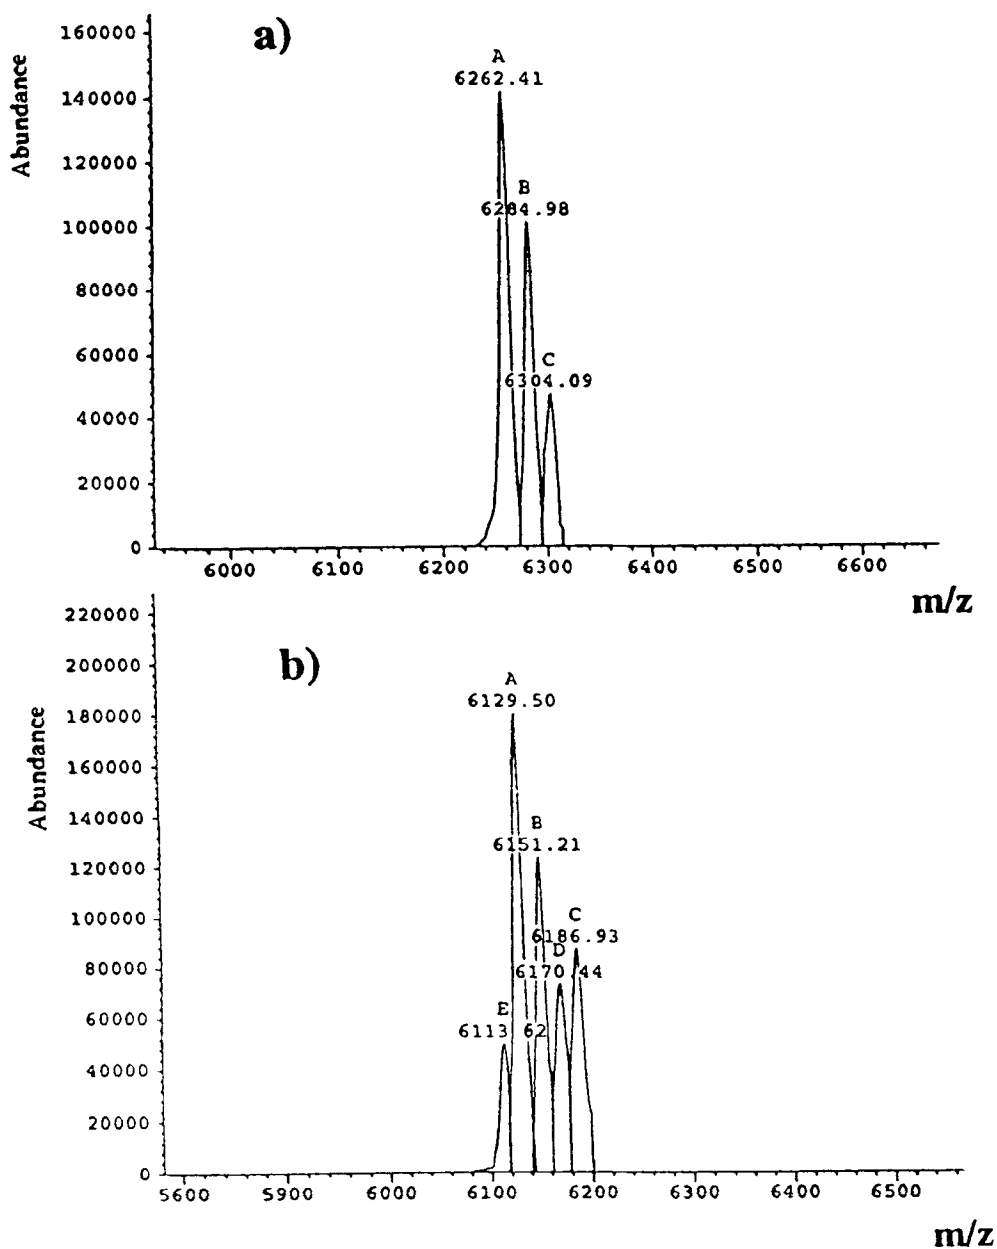 a)
Abundance
160000
140000
120000
100000
80000
60000
40000
20000
0
A
6262.41
B
6284.98
C
6304.09
6000 6100 6200 6300 6400 6500 6600
m/z
b)
Abundance
220000
200000
180000
160000
140000
120000
100000
80000
60000
40000
20000
0
A
6129.50
B
6151.21
C
6186.93
D
6170.44
E
6113 62
5600 5900 6000 6100 6200 6300 6400 6500
m/z